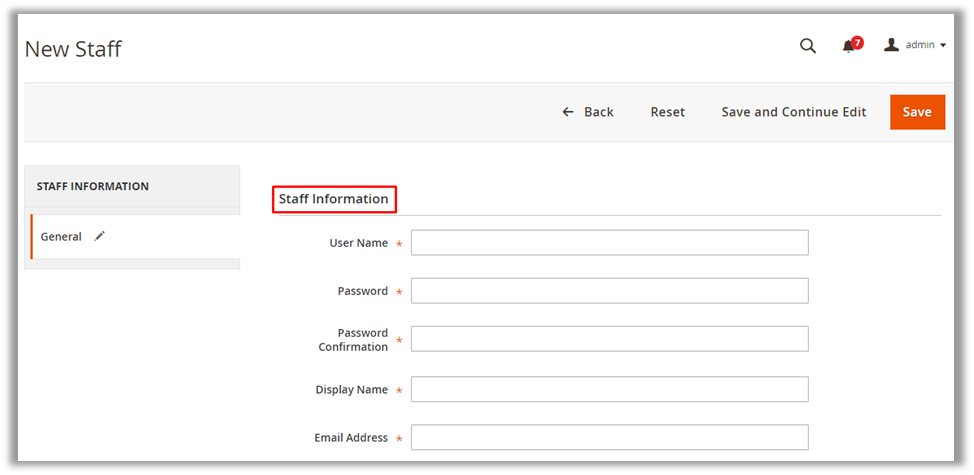 New Staff
7
admin
Back
Reset
Save and Continue Edit
Save
STAFF INFORMATION
General
Staff Information
User Name *
Password *
Password
Confirmation *
Display Name *
Email Address *